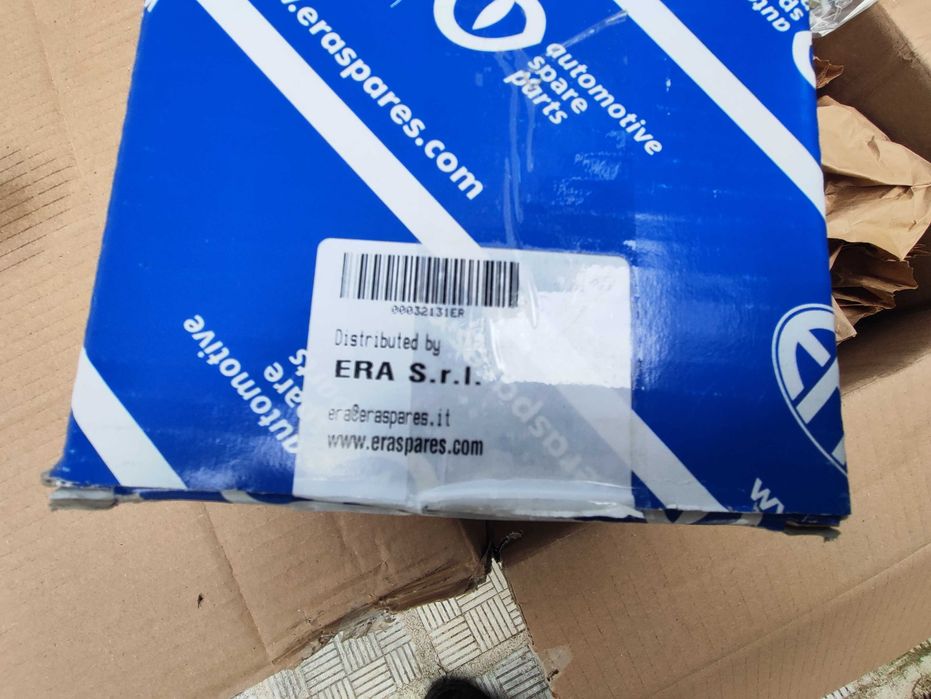 www.eraspares.com
automotive
spare
parts
automotive
spare
00032131ER
Distributed by
ERA S.r.l.
era@eraspares.it
www.eraspares.com